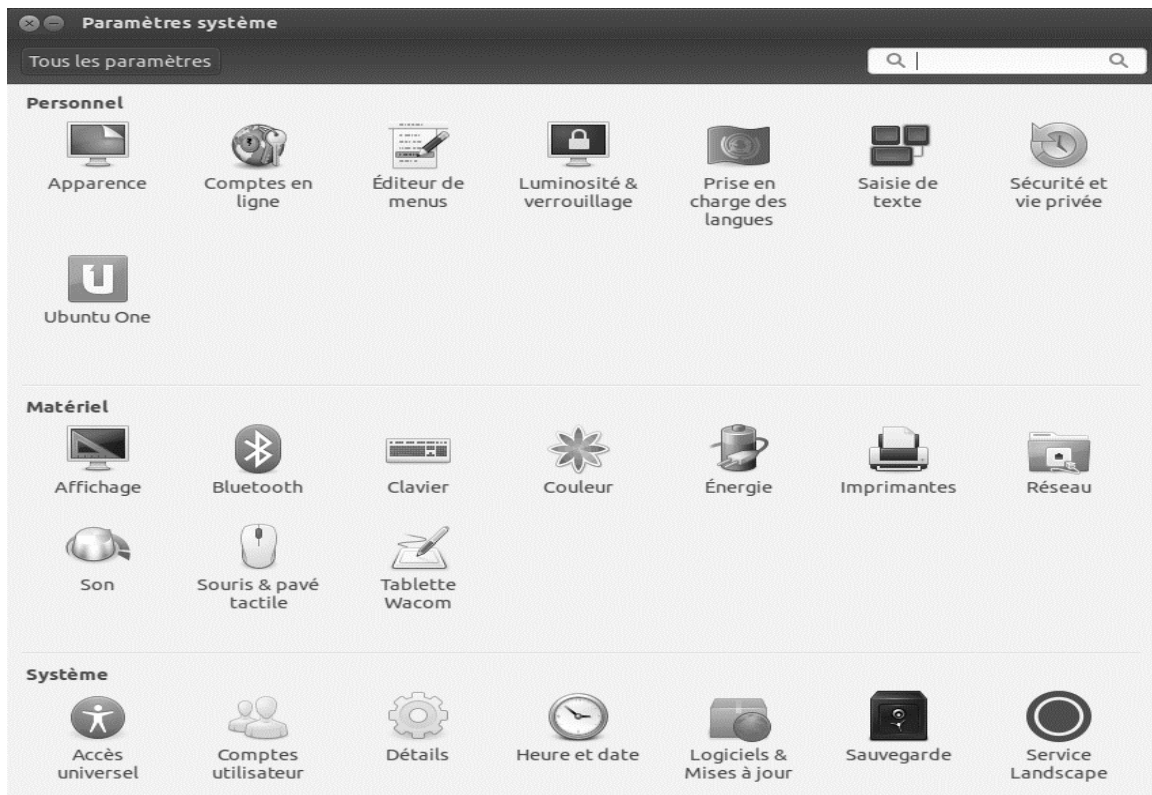 Paramètres système
Tous les paramètres
Personnel
Apparence
Comptes en
ligne
Éditeur de
menus
Luminosité &
verrouillage
Prise en
charge des
langues
Saisie de
texte
Sécurité et
vie privée
Ubuntu One
Matériel
Affichage
Bluetooth
Clavier
Couleur
Énergie
Imprimantes
Réseau
Son
Souris & pavé
tactile
Tablette
Wacom
Système
Accès
universel
Comptes
utilisateur
Détails
Heure et date
Logiciels &
Mises à jour
Sauvegarde
Service
Landscape